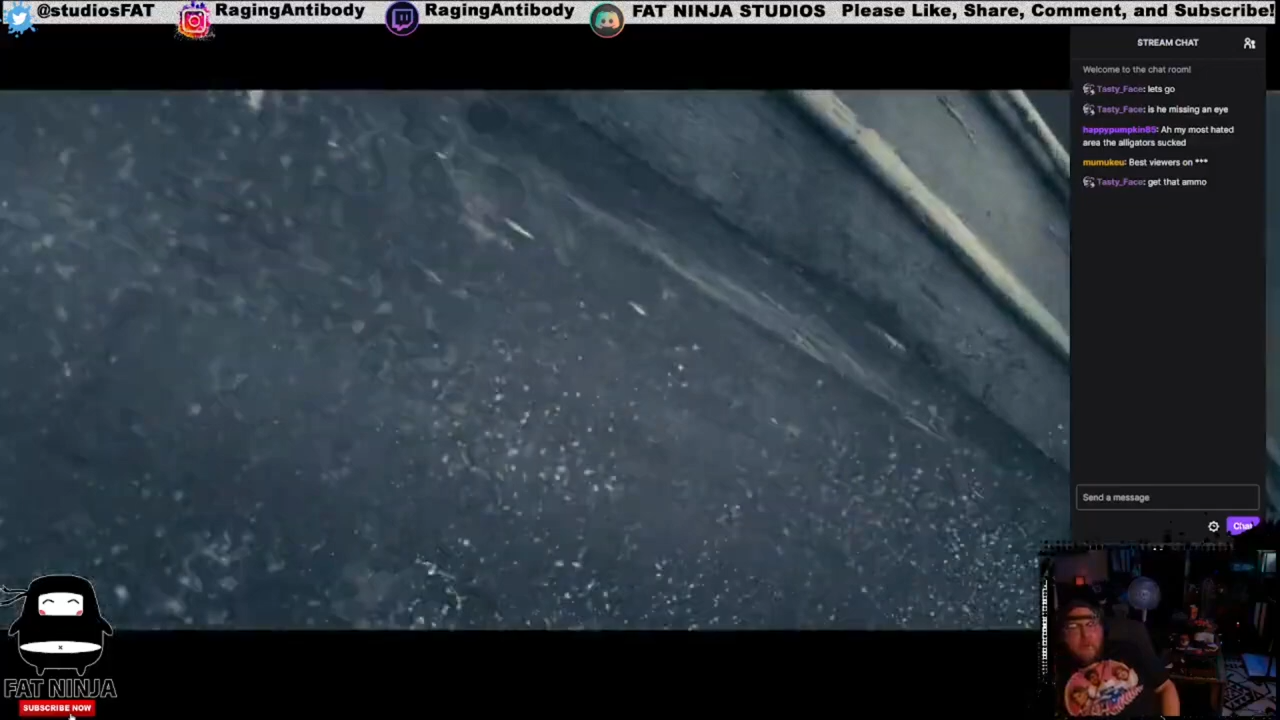 @studiosFAT RagingAntibody RagingAntibody FAT NINJA STUDIOS Please Like, Share, Comment, and Subscribe!
STREAM CHAT
Welcome to the chat room!
Tasty_Face: lets go
Tasty_Face: is he missing an eye
happypumpkin85: Ah my most hated
area the alligators sucked
mumukeu: Best viewers on ***
Tasty_Face: get that ammo
Send a message
Chat
FAT NINJA
SUBSCRIBE NOW